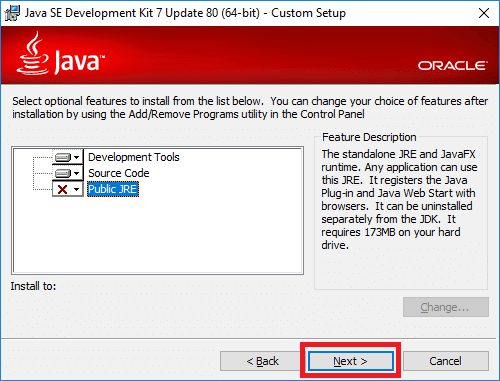 Java SE Development Kit 7 Update 80 (64-bit) - Custom Setup
Java™
ORACLE
Select optional features to install from the list below. You can change your choice of features after
installation by using the Add/Remove Programs utility in the Control Panel
Development Tools
Source Code
Public JRE
Feature Description
The standalone JRE and JavaFX
runtime. Any application can use
this JRE. It registers the Java
Plug-in and Java Web Start with
browsers. It can be uninstalled
separately from the JDK. It
requires 173MB on your hard
drive.
Install to:
Change...
< Back
Next >
Cancel